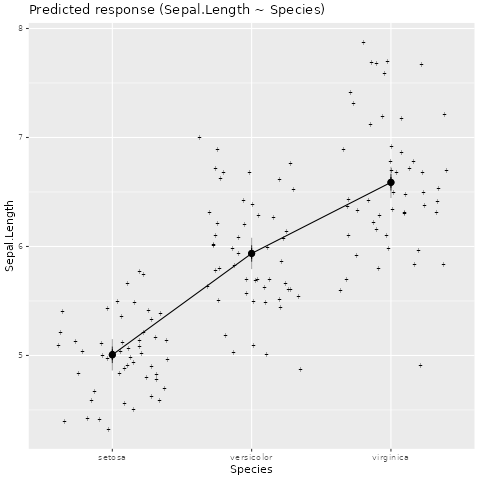 Predicted response (Sepal.Length ~ Species)
8
7
6
5
Sepal.Length
setosa
versicolor
virginica
Species